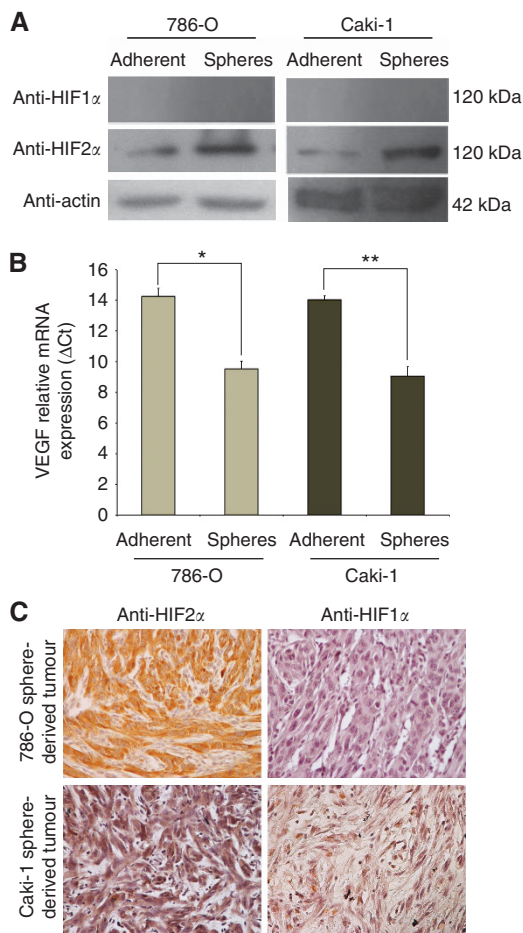 A
786-O
Caki-1
Adherent Spheres
Adherent Spheres
Anti-HIF1α
120 kDa
Anti-HIF2α
120 kDa
Anti-actin
42 kDa
B
VEGF relative mRNA
expression (ΔCt)
16
14
12
10
8
6
4
2
0
*
**
Adherent Spheres Adherent Spheres
786-O
Caki-1
C
Anti-HIF2α
Anti-HIF1α
786-O sphere-
derived tumour
Caki-1 sphere-
derived tumour